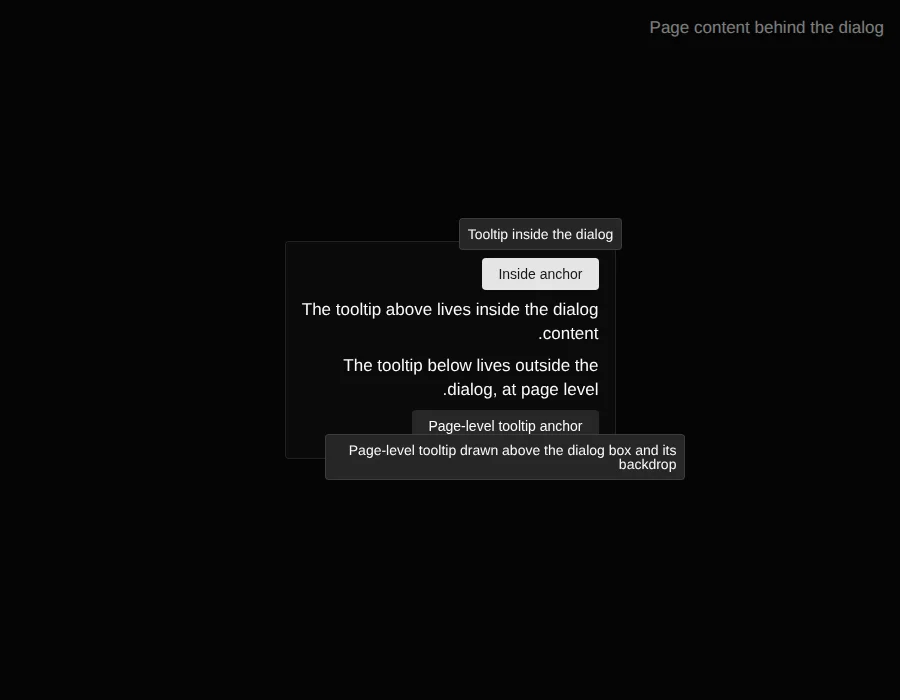 Page content behind the dialog
Tooltip inside the dialog
Inside anchor
The tooltip above lives inside the dialog
.content
The tooltip below lives outside the
.dialog, at page level
Page-level tooltip anchor
Page-level tooltip drawn above the dialog box and its
backdrop